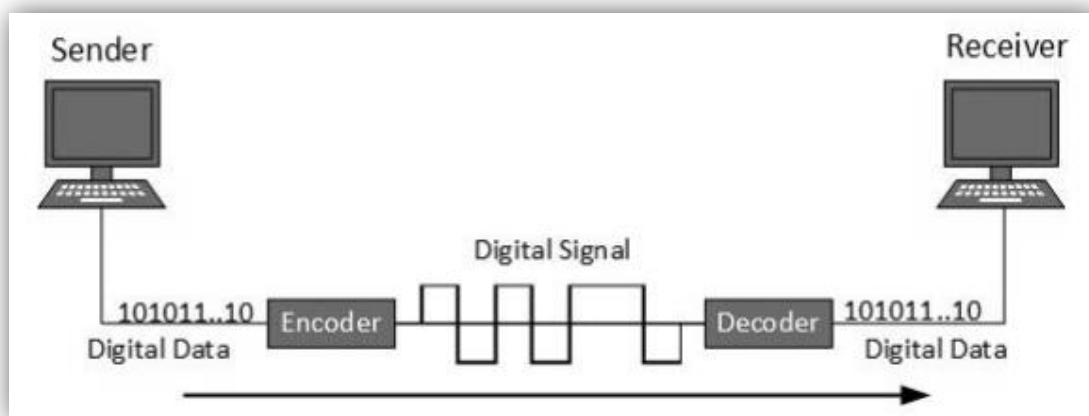 Sender
Receiver
Digital Signal
101011..10
Encoder
Decoder
101011..10
Digital Data
Digital Data